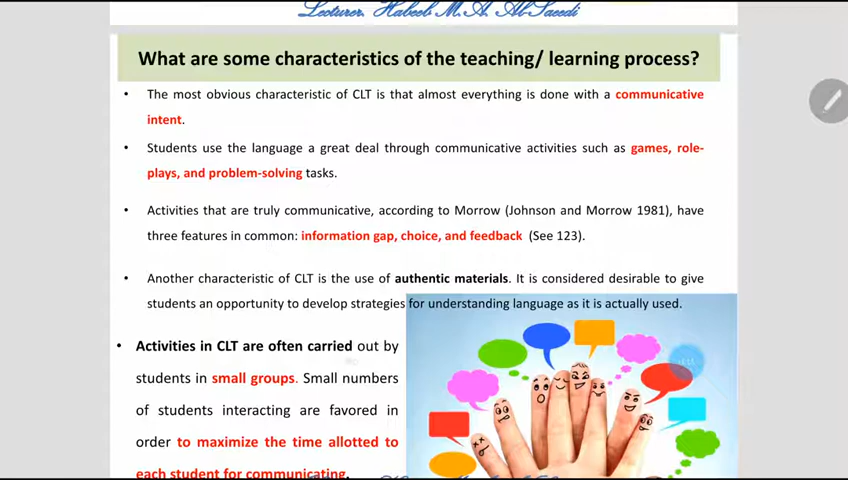 Lecturer. Habeeb M. A. Al-Saeedi
What are some characteristics of the teaching/ learning process?
• The most obvious characteristic of CLT is that almost everything is done with a communicative
intent.
• Students use the language a great deal through communicative activities such as games, role-
plays, and problem-solving tasks.
• Activities that are truly communicative, according to Morrow (Johnson and Morrow 1981), have
three features in common: information gap, choice, and feedback (See 123).
• Another characteristic of CLT is the use of authentic materials. It is considered desirable to give
students an opportunity to develop strategies for understanding language as it is actually used.
• Activities in CLT are often carried out by
students in small groups. Small numbers
of students interacting are favored in
order to maximize the time allotted to
each student for communicating.